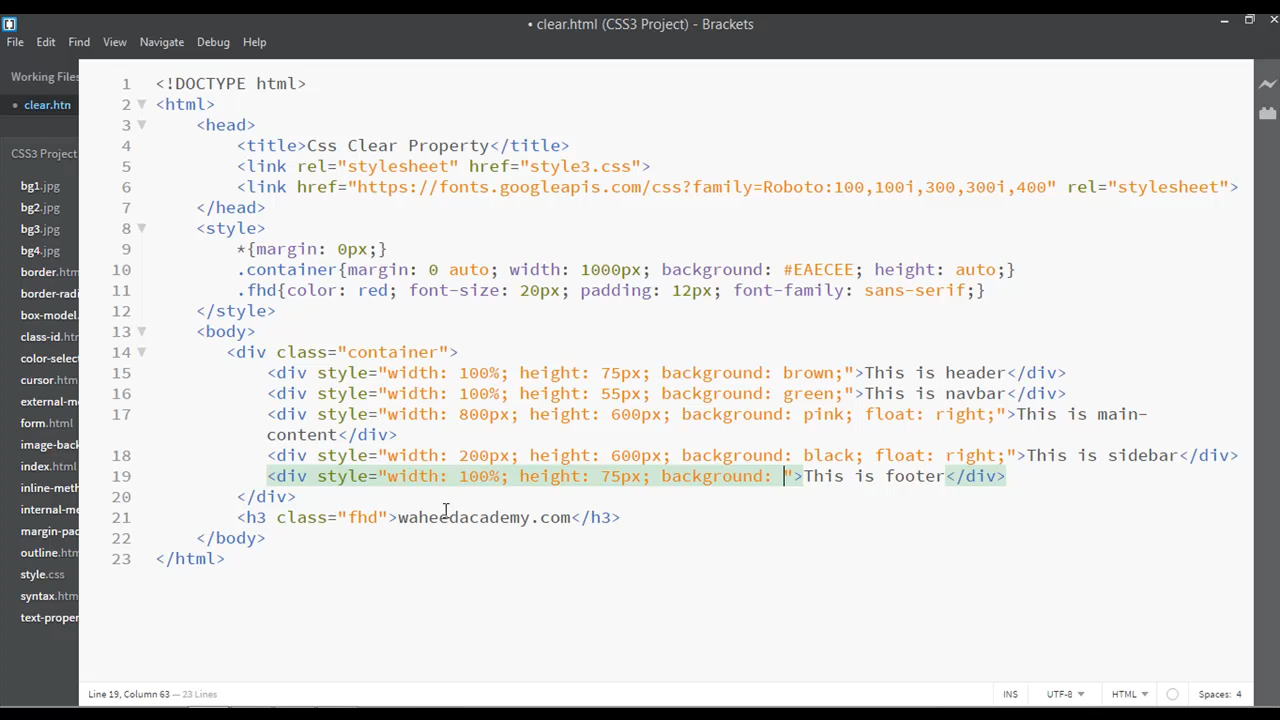 • clear.html (CSS3 Project) - Brackets
File Edit Find View Navigate Debug Help
Working Files
• clear.htn
CSS3 Project
bg1.jpg
bg2.jpg
bg3.jpg
bg4.jpg
border.htm
border-radi
box-model.
class-id.htm
color-selec
cursor.htm
external-me
form.html
image-back
index.html
inline-meth
margin-pac
outline.html
style.css
syntax.htm
text-proper
1 <!DOCTYPE html>
2 <html>
3 <head>
4 <title>Css Clear Property</title>
5 <link rel="stylesheet" href="style3.css">
6 <link href="https://fonts.googleapis.com/css?family=Roboto:100,100i,300,300i,400" rel="stylesheet">
7 </head>
8 <style>
9 *{margin: 0px;}
10 .container{margin: 0 auto; width: 1000px; background: #EAECEE; height: auto;}
11 .fhd{color: red; font-size: 20px; padding: 12px; font-family: sans-serif;}
12 </style>
13 <body>
14 <div class="container">
15 <div style="width: 100%; height: 75px; background: brown;">This is header</div>
16 <div style="width: 100%; height: 55px; background: green;">This is navbar</div>
17 <div style="width: 800px; height: 600px; background: pink; float: right;">This is main-
content</div>
18 <div style="width: 200px; height: 600px; background: black; float: right;">This is sidebar</div>
19 <div style="width: 100%; height: 75px; background: ">This is footer</div>
20 </div>
21 <h3 class="fhd">waheedacademy.com</h3>
22 </body>
23 </html>
Line 19, Column 63 — 23 Lines
INS UTF-8 HTML Spaces: 4